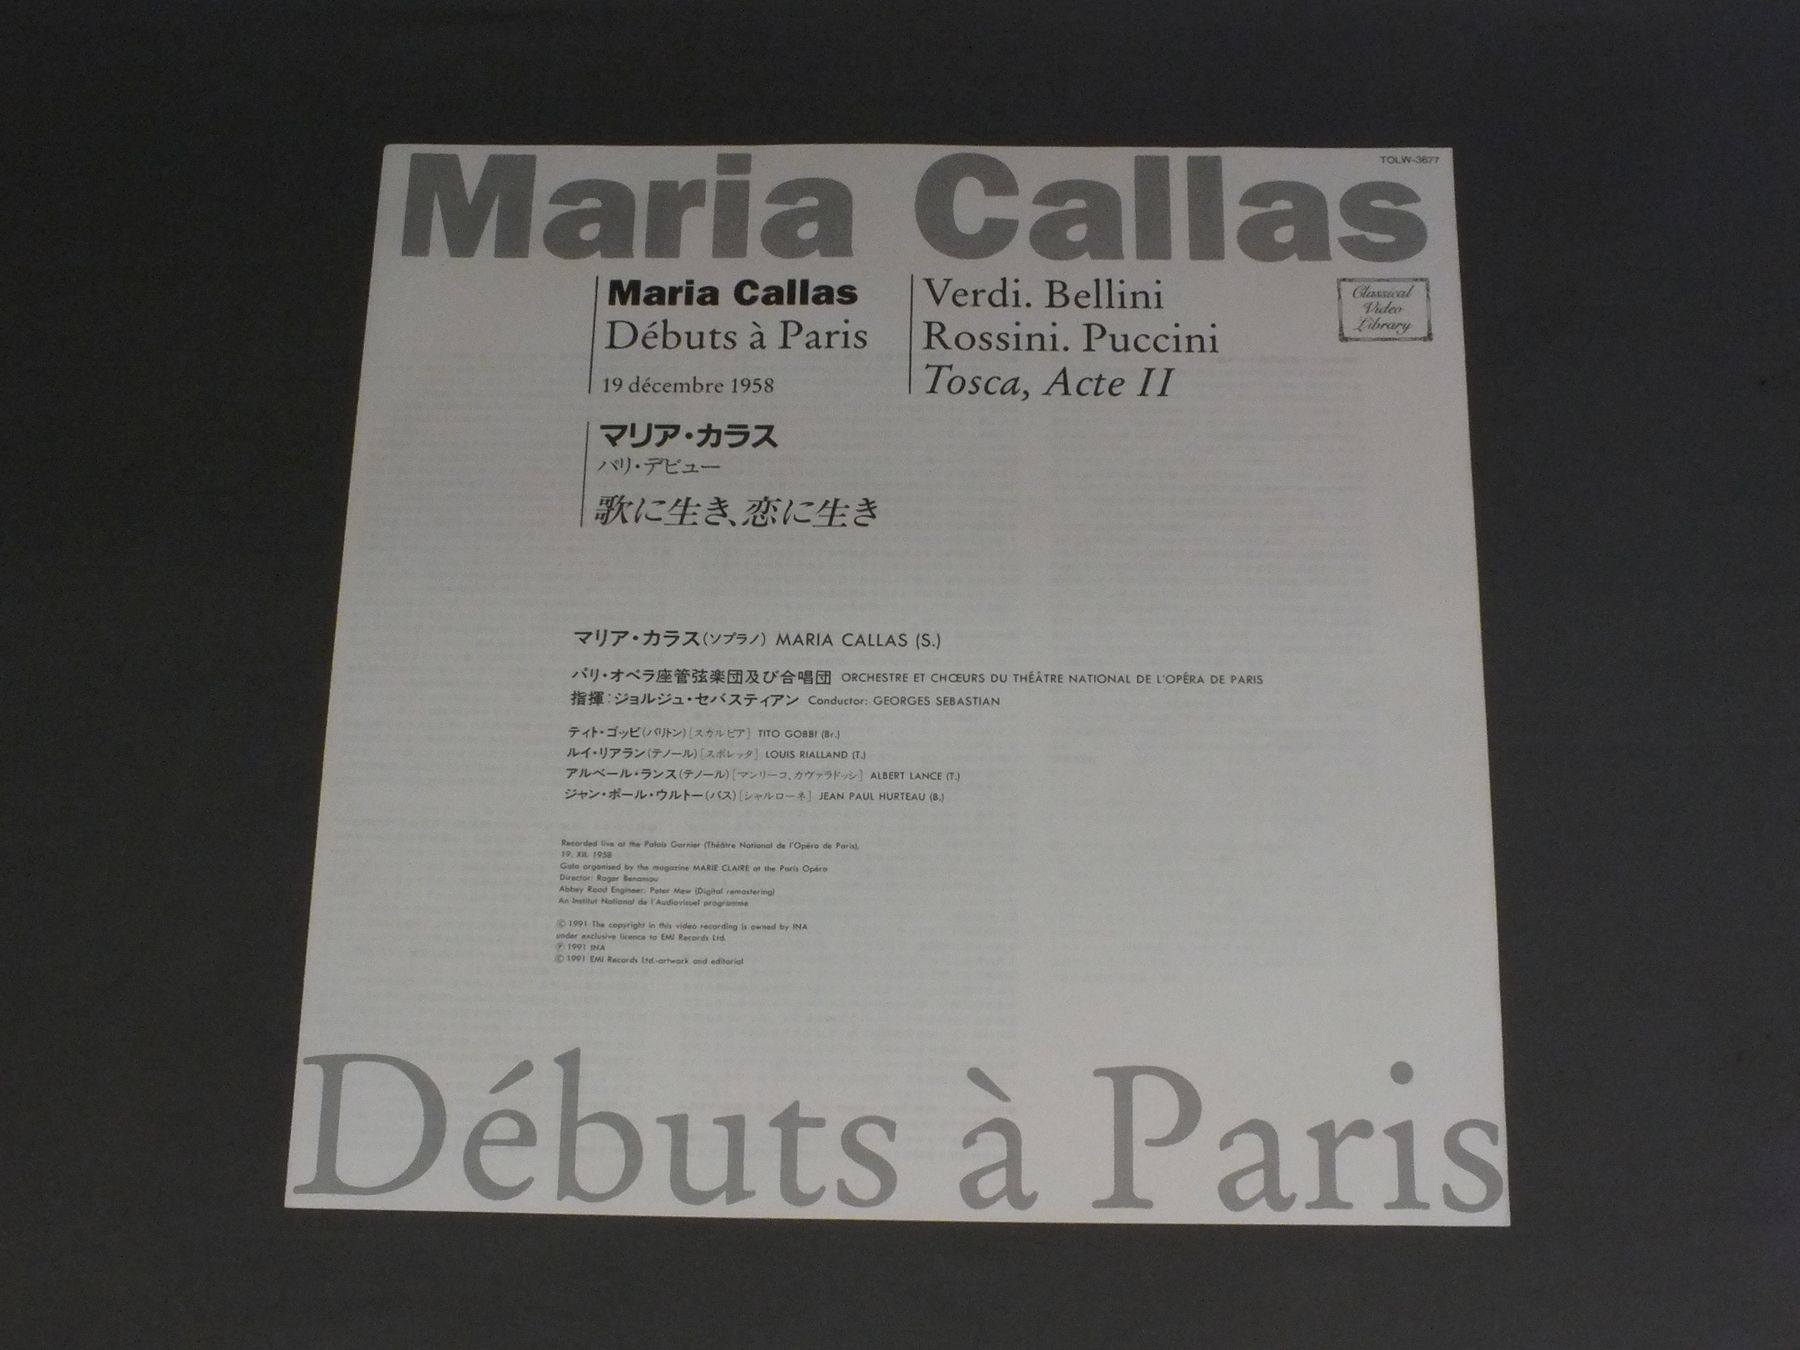 TOLW-3677
Maria Callas
Maria Callas
Débuts à Paris
19 décembre 1958
Verdi. Bellini
Rossini. Puccini
Tosca, Acte II
Classical
Video
Library
マリア・カラス
パリ・デビュー
歌に生き、恋に生き
マリア・カラス(ソプラノ) MARIA CALLAS (S.)
パリ・オペラ座管弦楽団及び合唱団 ORCHESTRE ET CHŒURS DU THÉÂTRE NATIONAL DE L'OPÉRA DE PARIS
指揮:ジョルジュ・セバスティアン Conductor: GEORGES SEBASTIAN
ティト・ゴッビ(バリトン)[スカルピア] TITO GOBBI (Br.)
ルイ・リアラン(テノール)[スポレッタ] LOUIS RIALLAND (T.)
アルベール・ランス(テノール)[マンリーコ、カヴァラドッシ] ALBERT LANCE (T.)
ジャン・ポール・ウルトー(バス)[シャルローネ] JEAN PAUL HURTEAU (B.)
Recorded live at the Palais Garnier (Théâtre National de l'Opéra de Paris),
19. XII. 1958
Gala organised by the magazine MARIE CLAIRE at the Paris Opéra
Director: Roger Benamou
Abbey Road Engineer: Peter Mew (Digital remastering)
An Institut National de l'Audiovisuel programme
Ⓒ 1991 The copyright in this video recording is owned by INA
under exclusive licence to EMI Records Ltd.
Ⓟ 1991 INA
Ⓒ 1991 EMI Records Ltd.-artwork and editorial
Débuts à Paris